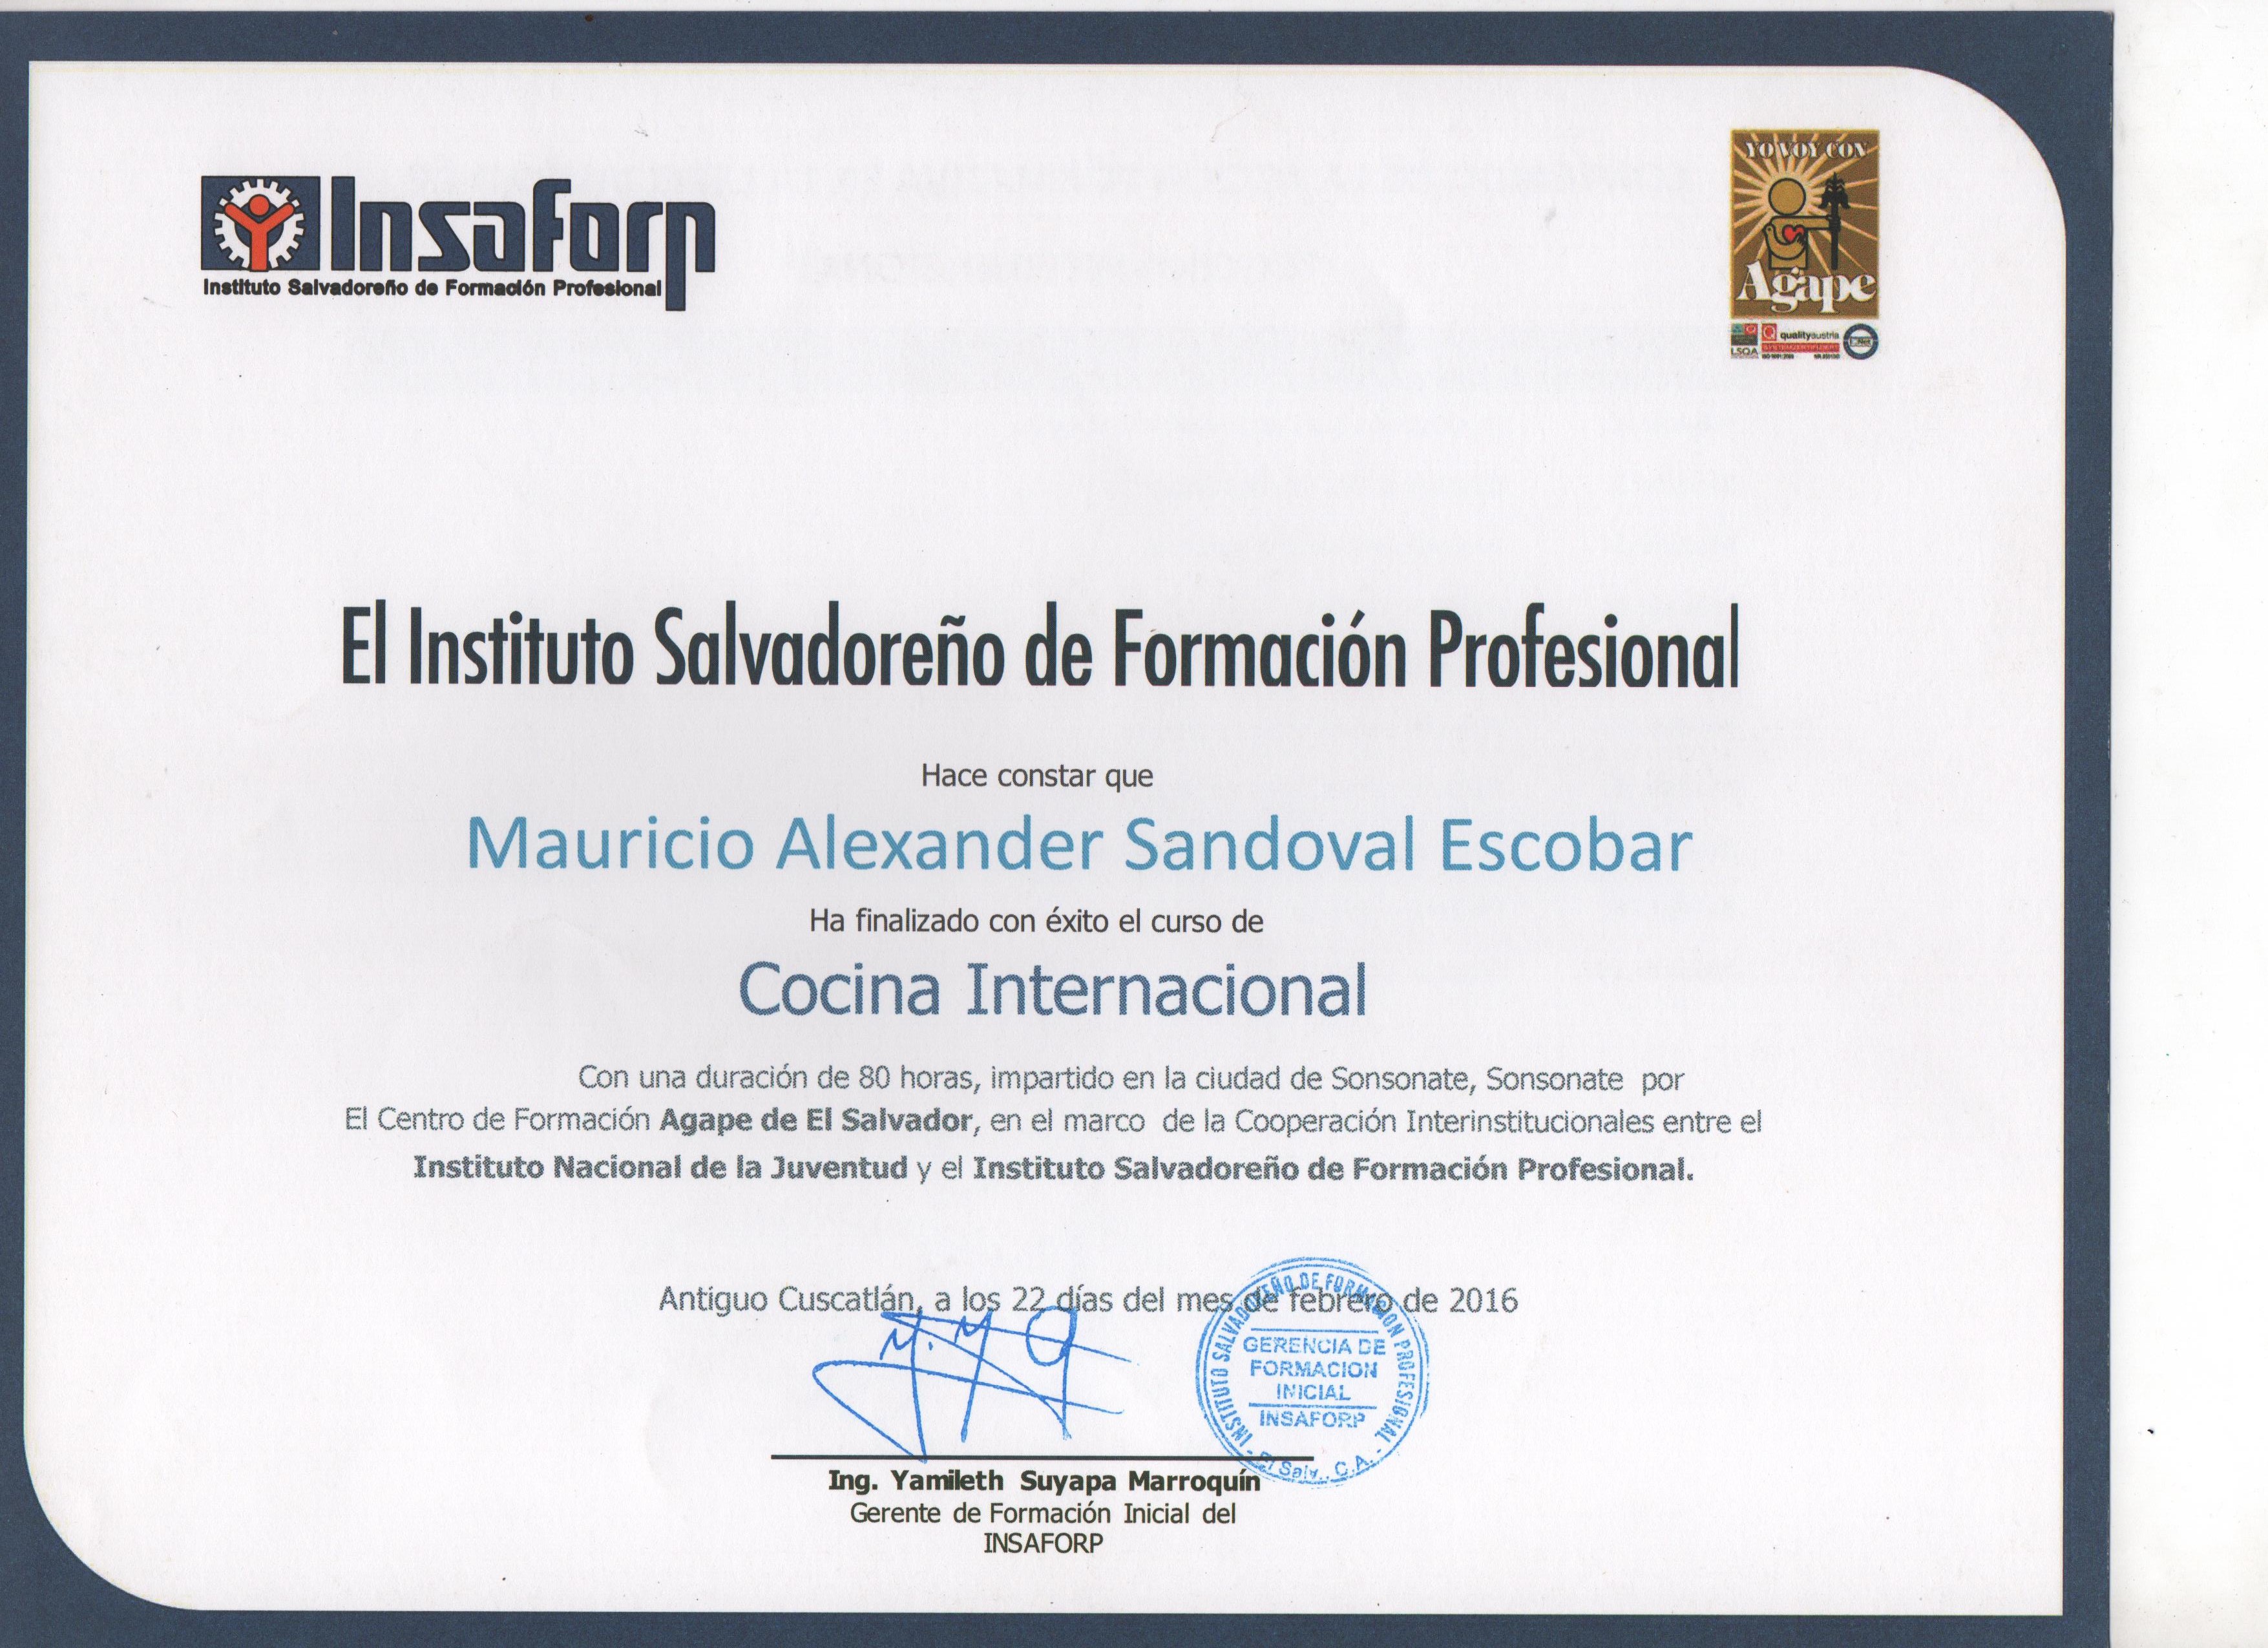 Insaforp
Instituto Salvadoreño de Formación Profesional
YO VOY CON
Agape
LSQA
qualityaustria
El Instituto Salvadoreño de Formación Profesional
Hace constar que
Mauricio Alexander Sandoval Escobar
Ha finalizado con éxito el curso de
Cocina Internacional
Con una duración de 80 horas, impartido en la ciudad de Sonsonate, Sonsonate por
El Centro de Formación Agape de El Salvador, en el marco de la Cooperación Interinstitucionales entre el
Instituto Nacional de la Juventud y el Instituto Salvadoreño de Formación Profesional.
Antiguo Cuscatlán, a los 22 días del mes de febrero de 2016
INSTITUTO SALVADOREÑO DE FORMACION PROFESIONAL
GERENCIA DE
FORMACION
INICIAL
INSAFORP
El Salv., C.A.
Ing. Yamileth Suyapa Marroquín
Gerente de Formación Inicial del
INSAFORP